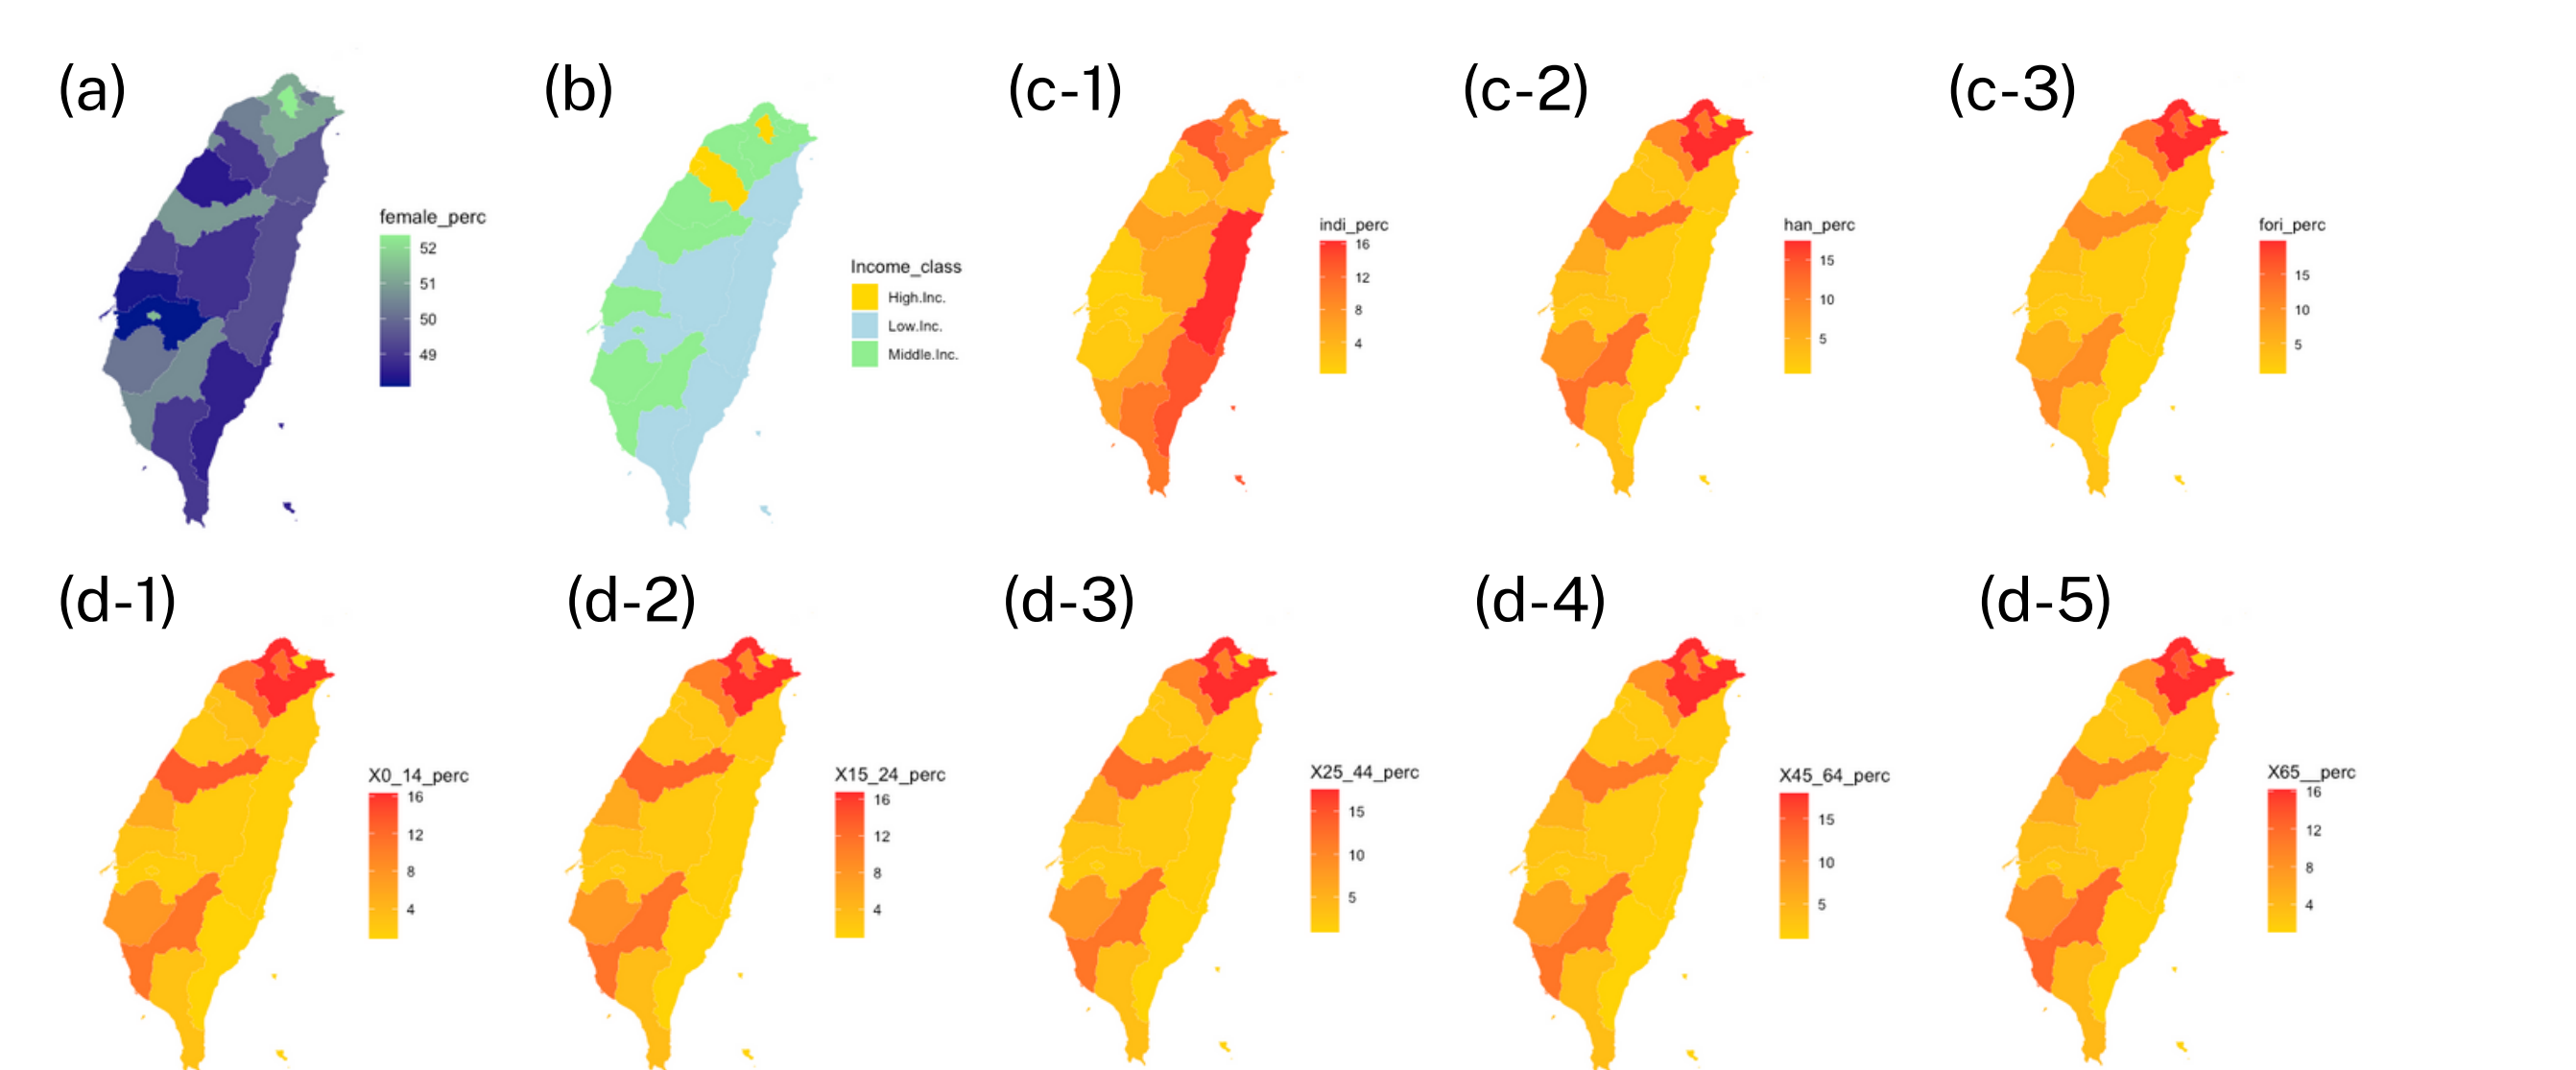 (a)
female_perc
52
51
50
49
(b)
Income_class
High.Inc.
Low.Inc.
Middle.Inc.
(c-1)
indi_perc
16
12
8
4
(c-2)
han_perc
15
10
5
(c-3)
fori_perc
15
10
5
(d-1)
X0_14_perc
16
12
8
4
(d-2)
X15_24_perc
16
12
8
4
(d-3)
X25_44_perc
15
10
5
(d-4)
X45_64_perc
15
10
5
(d-5)
X65__perc
16
12
8
4